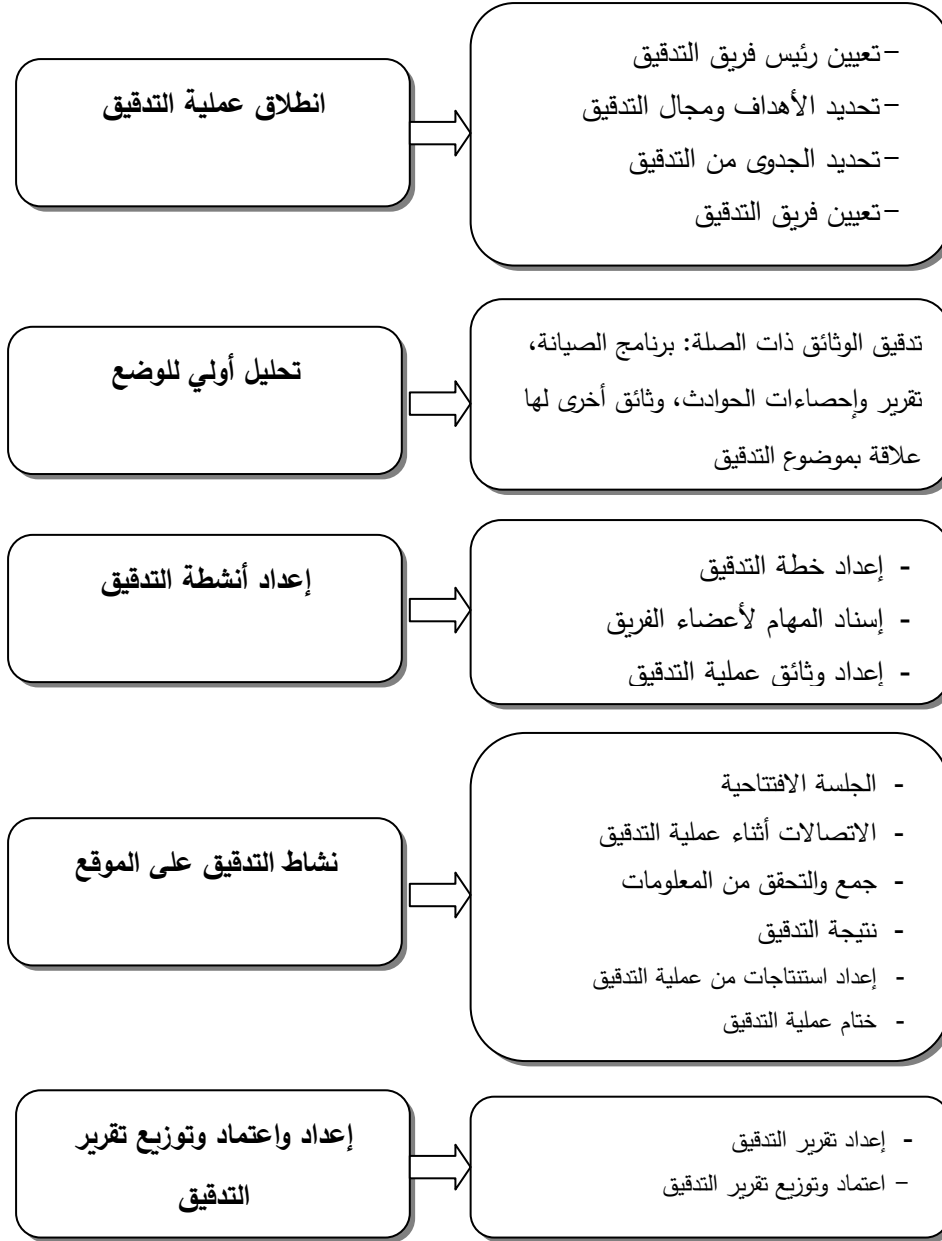 انطلاق عملية التدقيق
–تعيين رئيس فريق التدقيق
–تحديد الأهداف ومجال التدقيق
–تحديد الجدوى من التدقيق
–تعيين فريق التدقيق
تحليل أولي للوضع
تدقيق الوثائق ذات الصلة: برنامج الصيانة،
تقرير وإحصاءات الحوادث، وثائق أخرى لها
علاقة بموضوع التدقيق
إعداد أنشطة التدقيق
- إعداد خطة التدقيق
- إسناد المهام لأعضاء الفريق
- إعداد وثائق عملية التدقيق
نشاط التدقيق على الموقع
- الجلسة الافتتاحية
- الاتصالات أثناء عملية التدقيق
- جمع والتحقق من المعلومات
- نتيجة التدقيق
- إعداد استنتاجات من عملية التدقيق
- ختام عملية التدقيق
إعداد واعتماد وتوزيع تقرير
التدقيق
- إعداد تقرير التدقيق
– اعتماد وتوزيع تقرير التدقيق